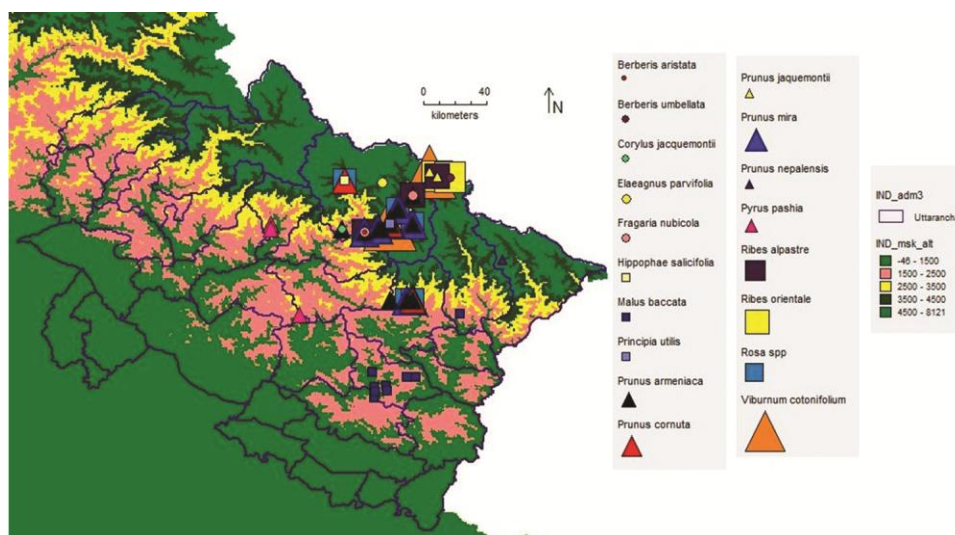 0 40
kilometers
N
Berberis aristata
Berberis umbellata
Corylus jacquemontii
Elaeagnus parvifolia
Fragaria nubicola
Hippophae salicifolia
Malus baccata
Principia utilis
Prunus armeniaca
Prunus cornuta
Prunus jaquemontii
Prunus mira
Prunus nepalensis
Pyrus pashia
Ribes alpastre
Ribes orientale
Rosa spp
Viburnum cotonifolium
IND_adm3
Uttaranch
IND_msk_alt
-46 - 1500
1500 - 2500
2500 - 3500
3500 - 4500
4500 - 8121